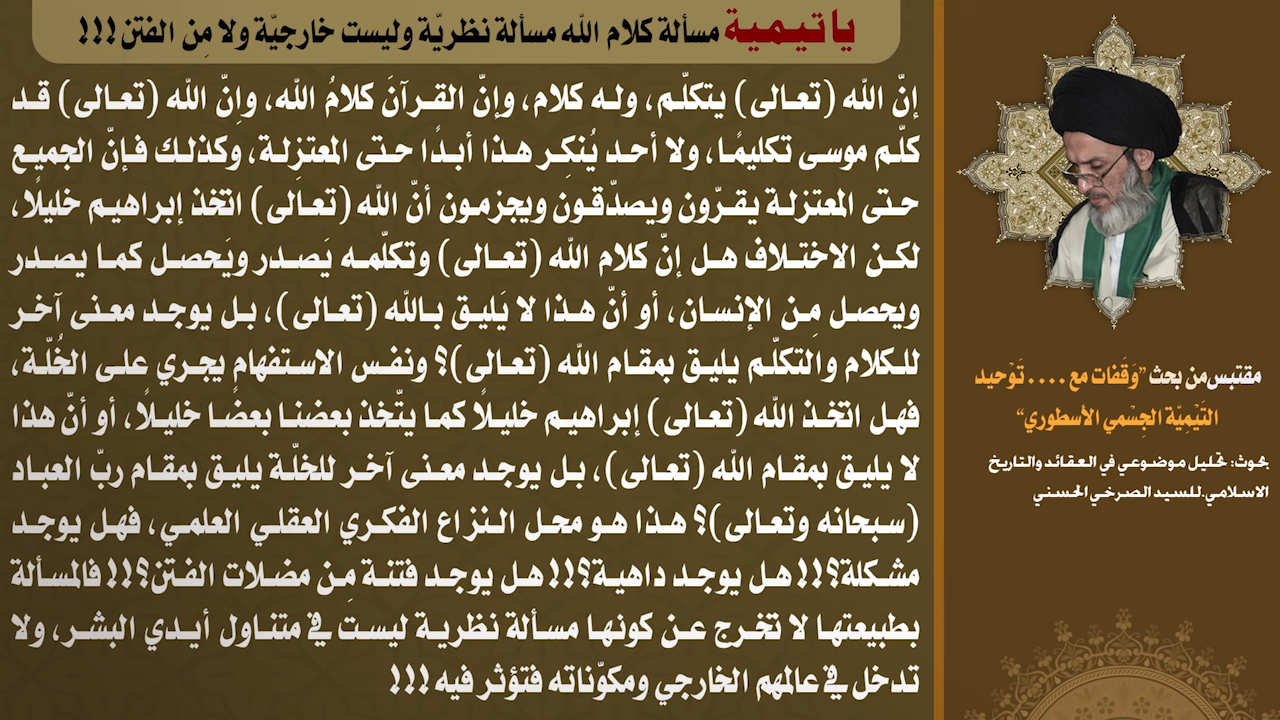 يا تيمية مسألة كلام الله مسألة نظريّة وليست خارجيّة ولا مِن الفتن !!!
إنّ الله (تعالى) يتكلّم، وله كلام، وإنّ القرآنَ كلامُ الله، وإنّ الله (تعالى) قد
كلّم موسى تكليمًا، ولا أحد يُنكِر هذا أبدًا حتى المعتزِلة، وكذلك فإنّ الجميع
حتى المعتزلة يقرّون ويصدّقون ويجزمون أنّ الله (تعالى) اتخذ إبراهيم خليلًا،
لكن الاختلاف هل إنّ كلام الله (تعالى) وتكلّمه يَصدر ويَحصل كما يصدر
ويحصل مِن الإنسان، أو أنّ هذا لا يَليق بالله (تعالى)، بل يوجد معنى آخر
للكلام والتكلّم يليق بمقام الله (تعالى)؟ ونفس الاستفهام يجري على الخُلّة،
فهل اتخذ الله (تعالى) إبراهيم خليلاً كما يتّخذ بعضنا بعضًا خليلاً، أو أنّ هذا
لا يليق بمقام الله (تعالى)، بل يوجد معنى آخر للخلّة يليق بمقام ربّ العباد
(سبحانه وتعالى)؟ هذا هو محل النزاع الفكري العقلي العلمي، فهل يوجد
مشكلة؟!! هل يوجد داهية؟!! هل يوجد فتنة مِن مضلات الفتن؟!! فالمسألة
بطبيعتها لا تخرج عن كونها مسألة نظرية ليست في متناول أيدي البشر، ولا
تدخل في عالمهم الخارجي ومكوّناته فتؤثر فيه !!!
مقتبس من بحث "وَقَفات مع .... تَوْحيد
التَيْمِيّة الجِسْمي الأسطوري"
بحوث: تحليل موضوعي في العقائد والتاريخ
الاسلامي.للسيد الصرخي الحسني